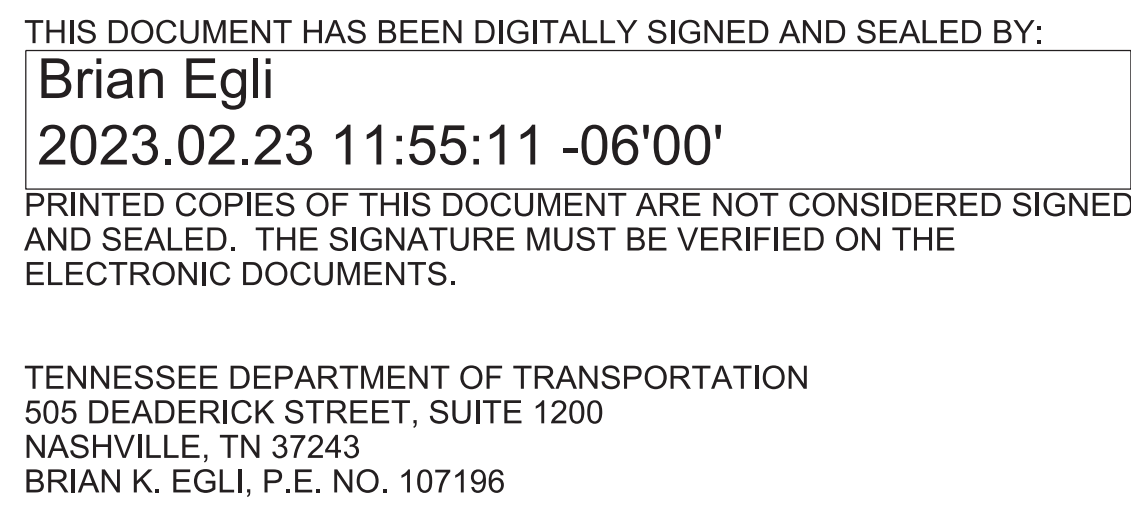 THIS DOCUMENT HAS BEEN DIGITALLY SIGNED AND SEALED BY:
Brian Egli
2023.02.23 11:55:11 -06'00'
PRINTED COPIES OF THIS DOCUMENT ARE NOT CONSIDERED SIGNED
AND SEALED.  THE SIGNATURE MUST BE VERIFIED ON THE
ELECTRONIC DOCUMENTS.
TENNESSEE DEPARTMENT OF TRANSPORTATION
505 DEADERICK STREET, SUITE 1200
NASHVILLE, TN 37243
BRIAN K. EGLI, P.E. NO. 107196